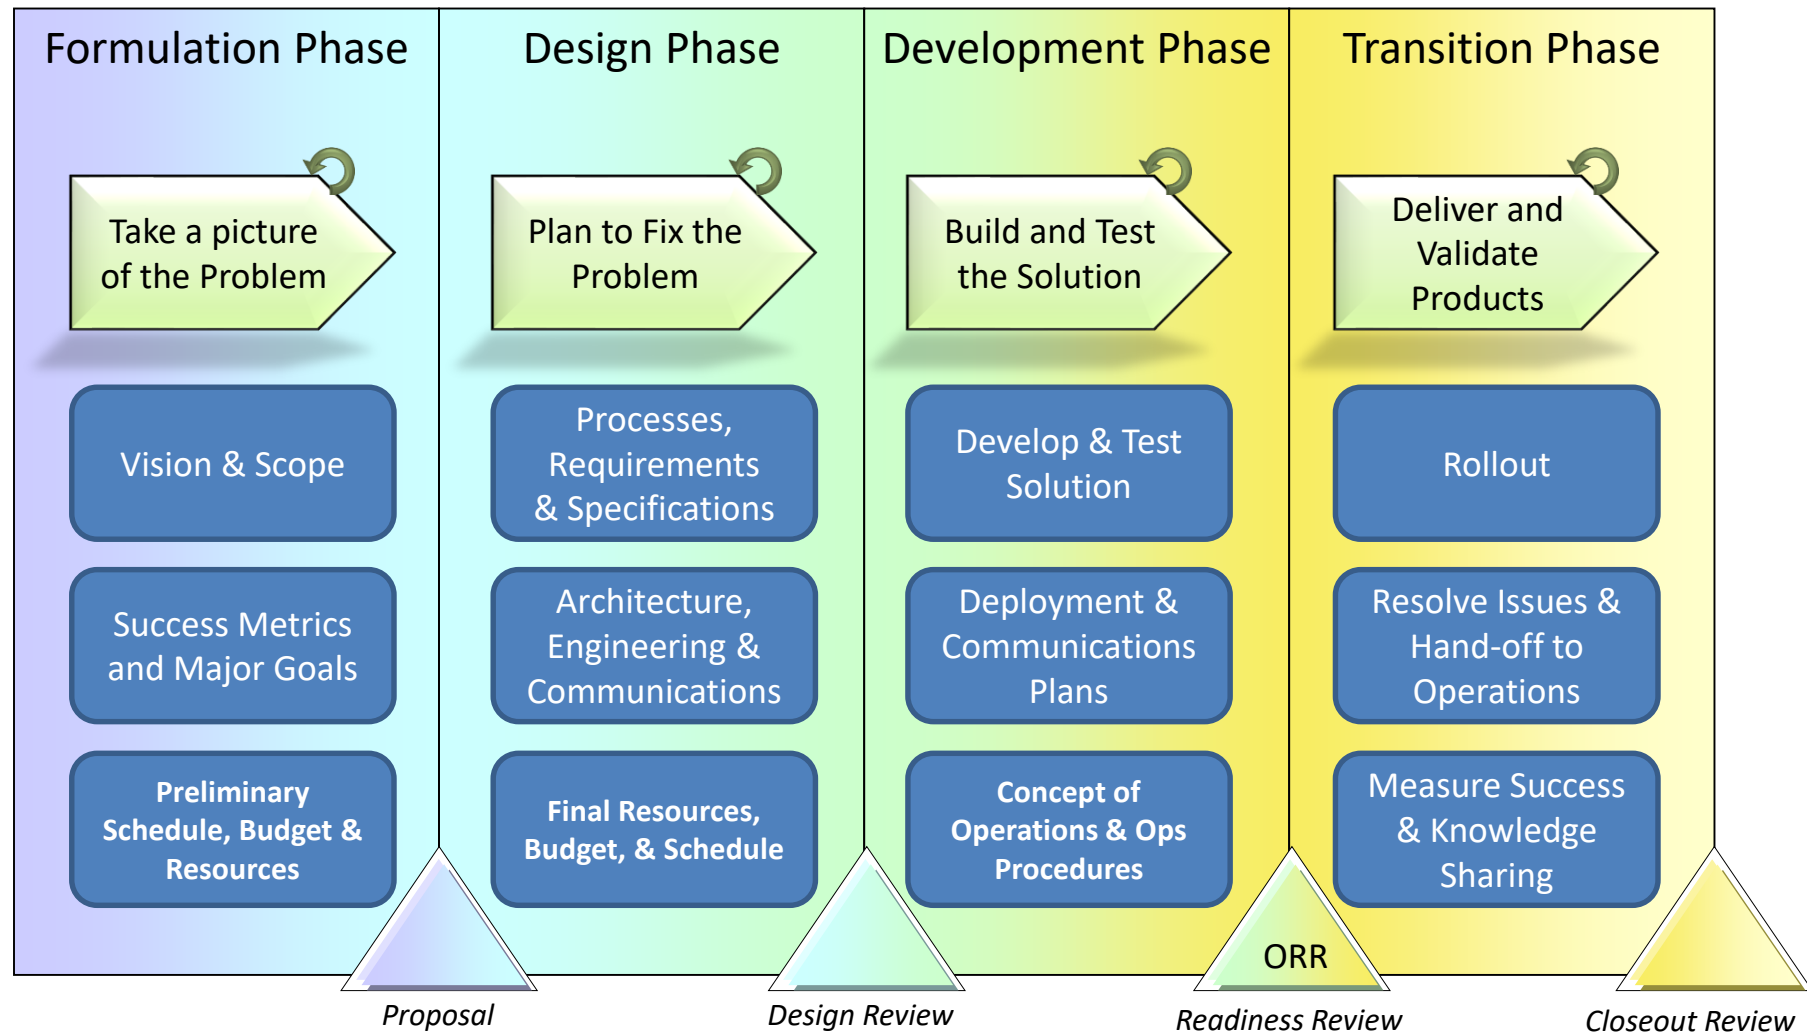 Formulation Phase
Take a picture
of the Problem
Vision & Scope
Success Metrics
and Major Goals
Preliminary
Schedule, Budget &
Resources
Design Phase
Plan to Fix the
Problem
Processes,
Requirements
& Specifications
Architecture,
Engineering &
Communications
Final Resources,
Budget, & Schedule
Development Phase
Build and Test
the Solution
Develop & Test
Solution
Deployment &
Communications
Plans
Concept of
Operations & Ops
Procedures
Transition Phase
Deliver and
Validate
Products
Rollout
Resolve Issues &
Hand-off to
Operations
Measure Success
& Knowledge
Sharing
ORR
Proposal
Design Review
Readiness Review
Closeout Review